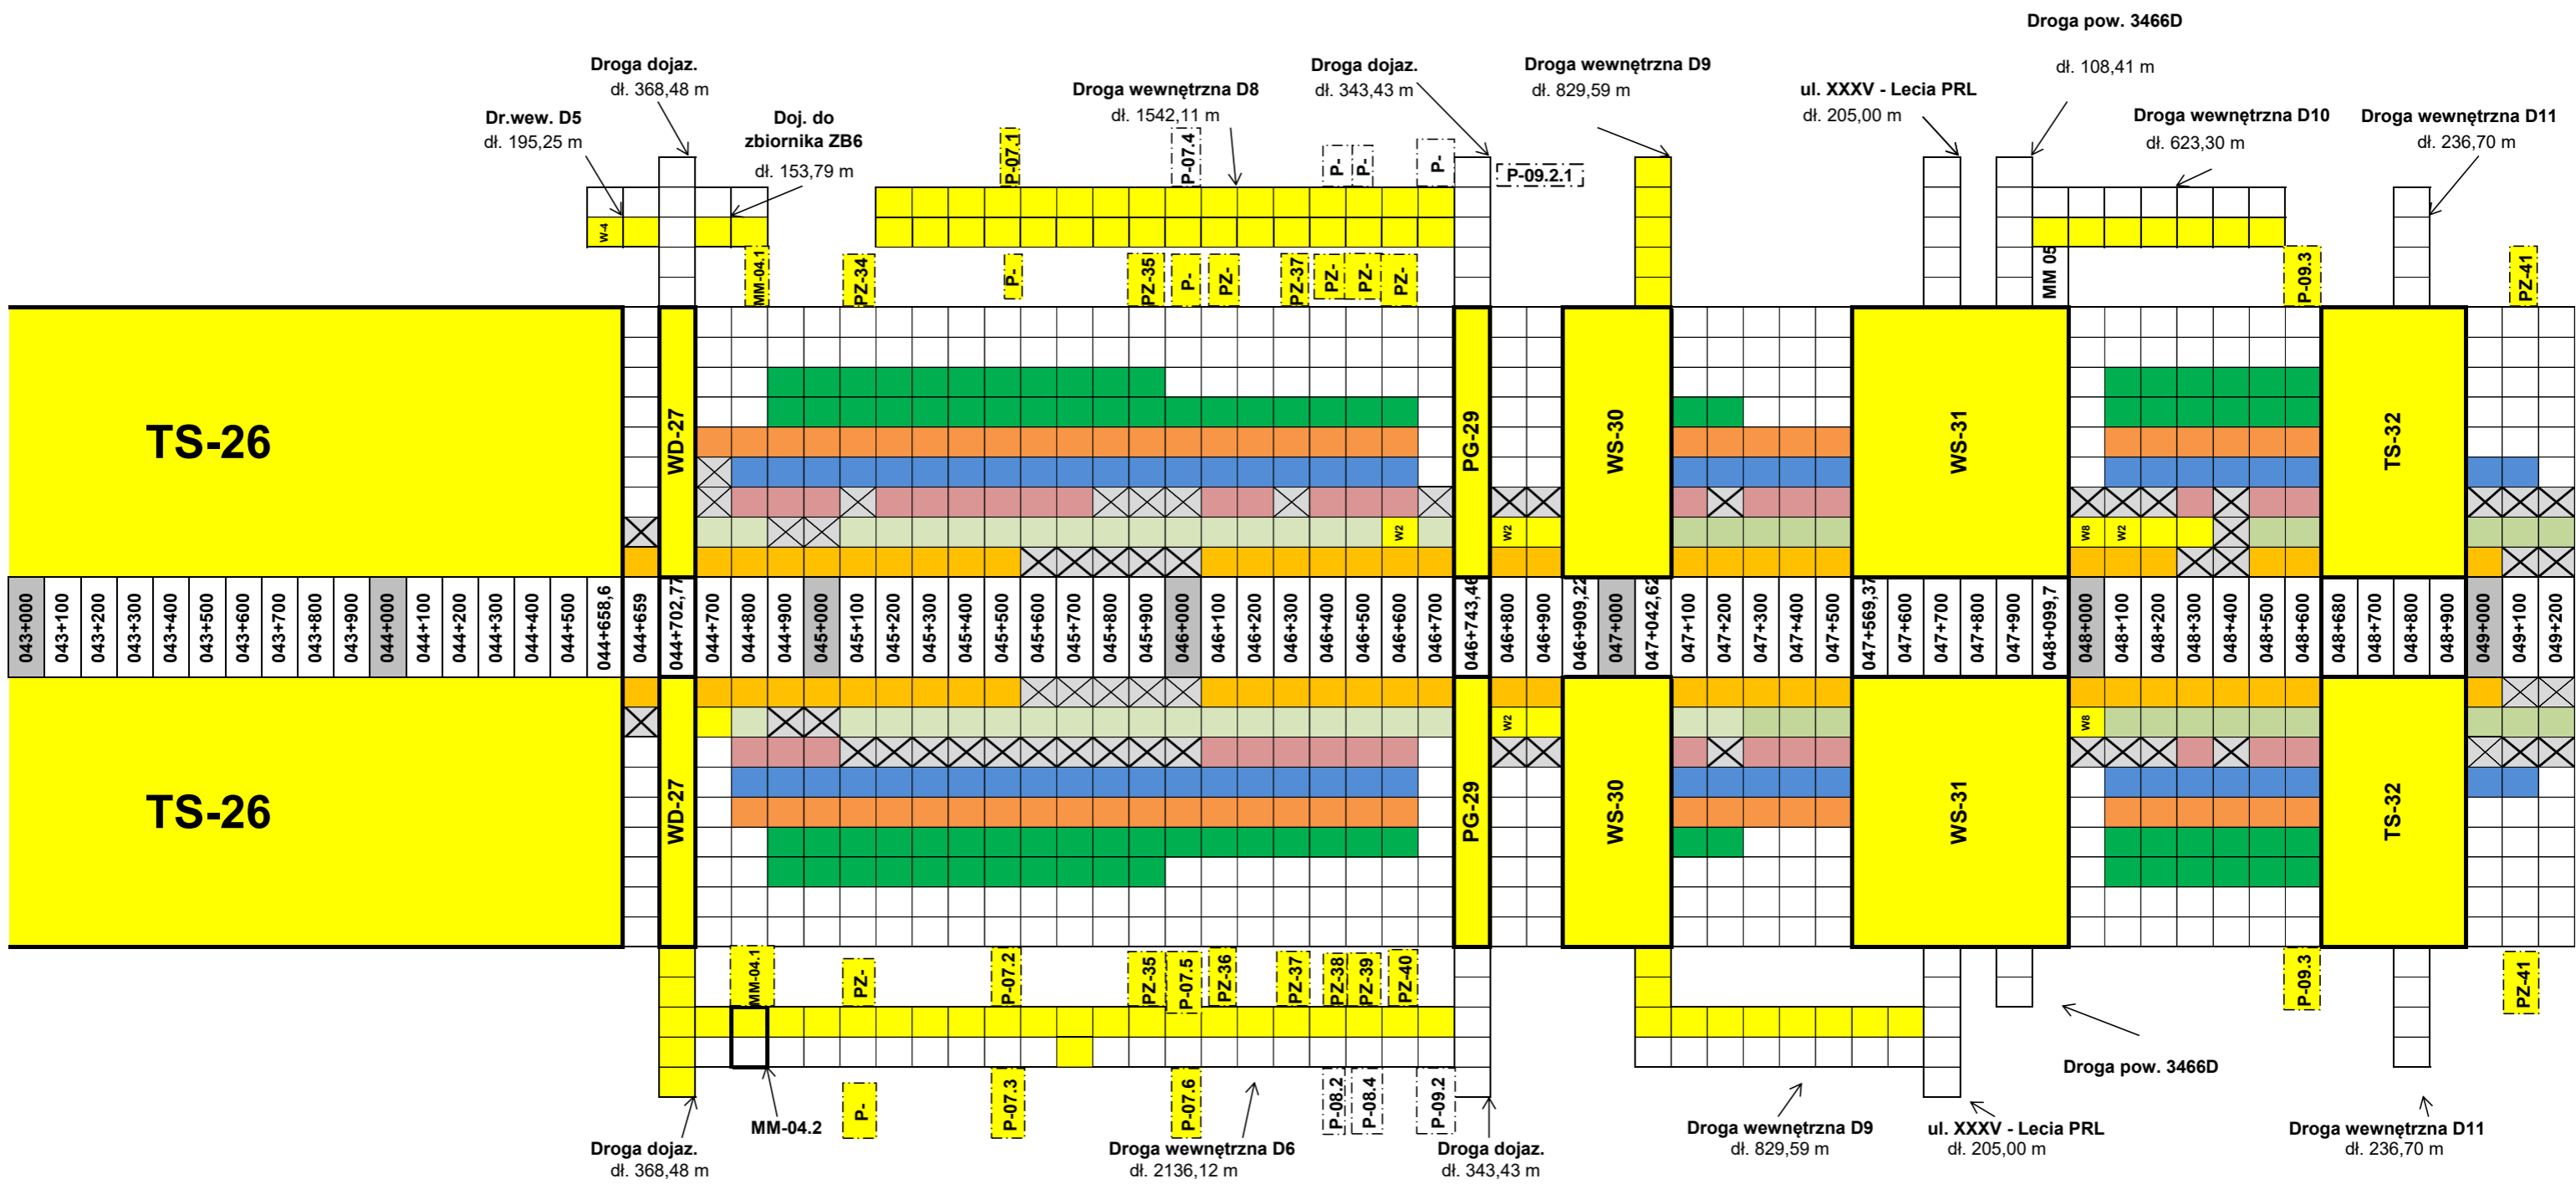 Droga pow. 3466D
dł. 108,41 m
Droga dojaz.
dł. 368,48 m
Droga dojaz.
dł. 343,43 m
Droga wewnętrzna D9
dł. 829,59 m
Droga wewnętrzna D8
dł. 1542,11 m
ul. XXXV - Lecia PRL
dł. 205,00 m
Dr.wew. D5
dł. 195,25 m
Doj. do
zbiornika ZB6
dł. 153,79 m
Droga wewnętrzna D10
dł. 623,30 m
Droga wewnętrzna D11
dł. 236,70 m
P-07.1
P-07.4
P-
P-
P-
P-09.2.1
W-4
MM-04.1
PZ-34
P-
PZ-35
P-
PZ-
PZ-37
PZ-
PZ-
PZ-
MM 05
P-09.3
PZ-41
TS-26
WD-27
PG-29
WS-30
WS-31
TS-32
W2
W2
W8
W2
043+000
043+100
043+200
043+300
043+400
043+500
043+600
043+700
043+800
043+900
044+000
044+100
044+200
044+300
044+400
044+500
044+658,6
044+659
044+702,77
044+700
044+800
044+900
045+000
045+100
045+200
045+300
045+400
045+500
045+600
045+700
045+800
045+900
046+000
046+100
046+200
046+300
046+400
046+500
046+600
046+700
046+743,46
046+800
046+900
046+909,22
047+000
047+042,62
047+100
047+200
047+300
047+400
047+500
047+569,37
047+600
047+700
047+800
047+900
048+099,7
048+000
048+100
048+200
048+300
048+400
048+500
048+600
048+680
048+700
048+800
048+900
049+000
049+100
049+200
W2
W8
TS-26
WD-27
PG-29
WS-30
WS-31
TS-32
MM-04.1
PZ-
P-07.2
PZ-35
P-07.5
PZ-36
PZ-37
PZ-38
PZ-39
PZ-40
P-09.3
PZ-41
P-
P-07.3
P-07.6
P-08.2
P-08.4
P-09.2
Droga pow. 3466D
MM-04.2
Droga dojaz.
dł. 368,48 m
Droga wewnętrzna D6
dł. 2136,12 m
Droga dojaz.
dł. 343,43 m
Droga wewnętrzna D9
dł. 829,59 m
ul. XXXV - Lecia PRL
dł. 205,00 m
Droga wewnętrzna D11
dł. 236,70 m